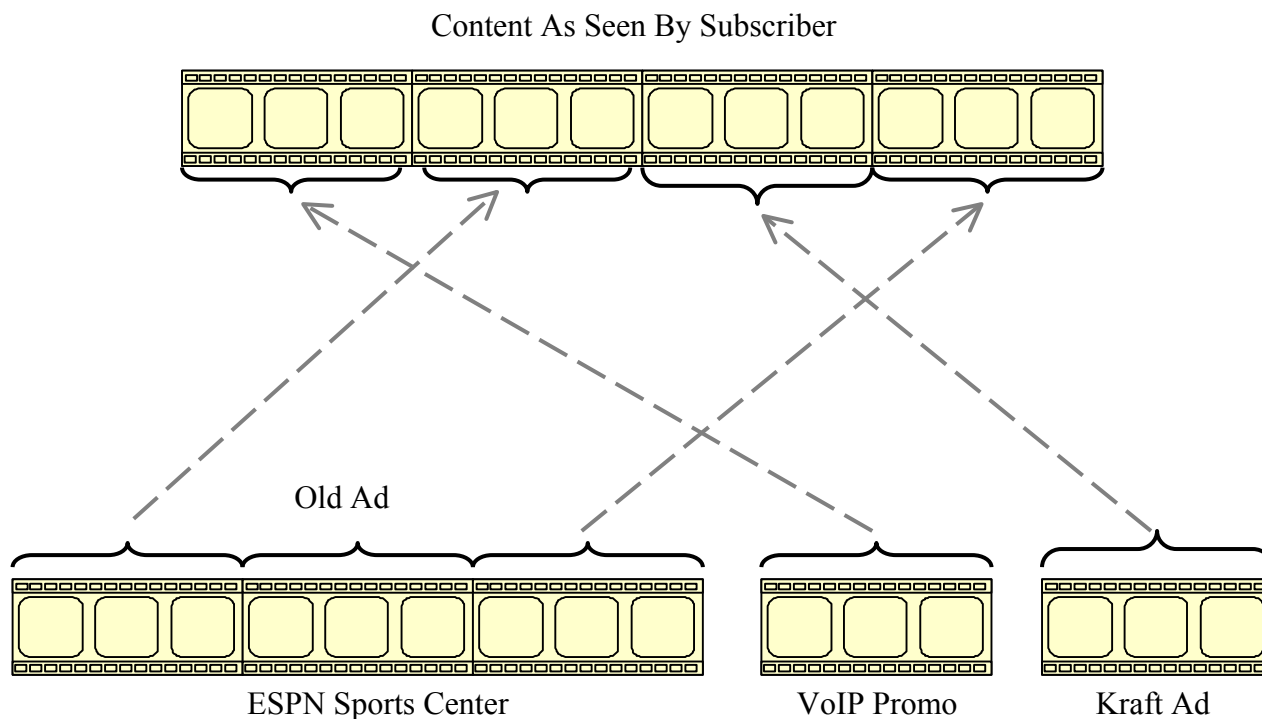 Content As Seen By Subscriber
Old Ad
ESPN Sports Center
VoIP Promo
Kraft Ad